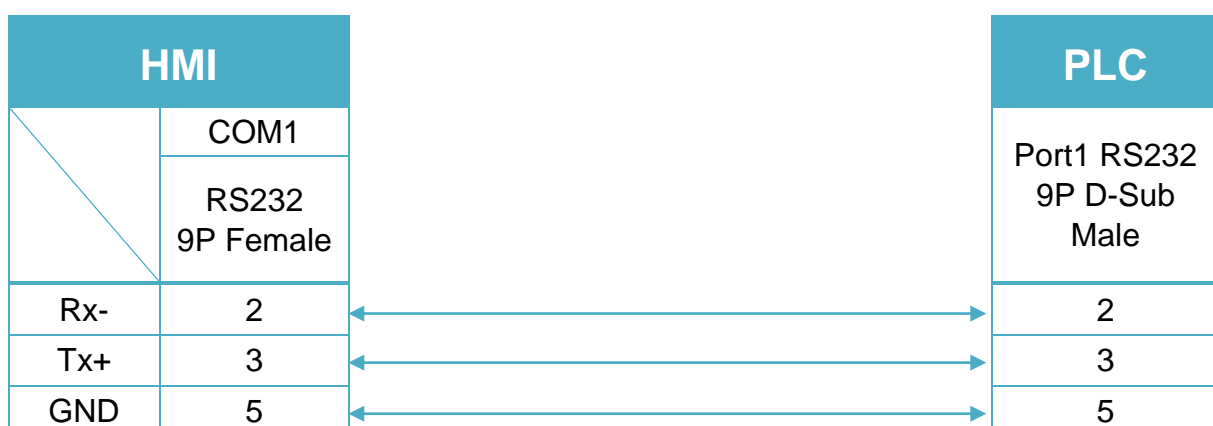 HMI
PLC
COM1
Port1 RS232
9P D-Sub
Male
RS232
9P Female
Rx-
2
2
Tx+
3
3
GND
5
5